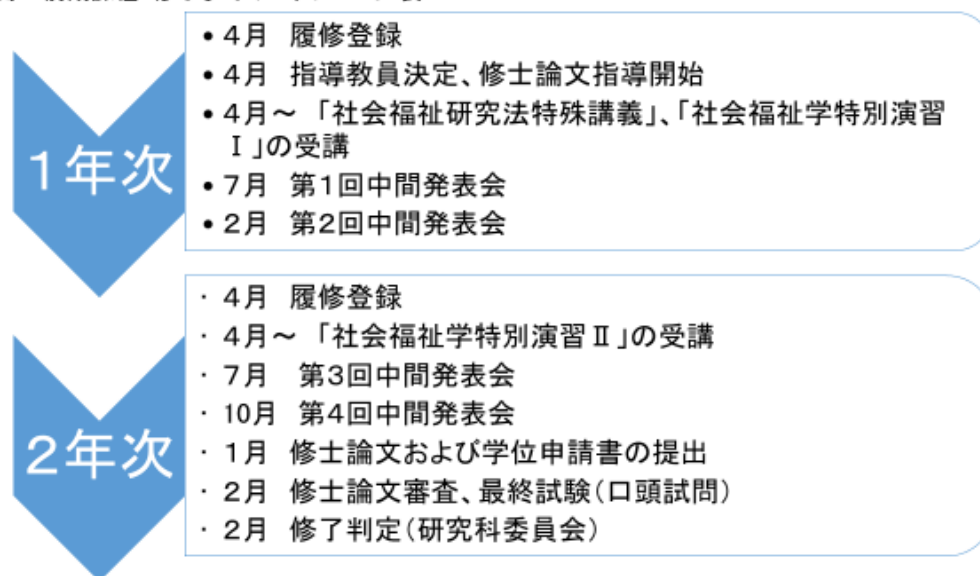 1年次
• 4月　履修登録
• 4月　指導教員決定、修士論文指導開始
• 4月～「社会福祉研究法特殊講義」、「社会福祉学特別演習
Ⅰ」の受講
• 7月　第1回中間発表会
• 2月　第2回中間発表会
2年次
・ 4月　履修登録
・ 4月～「社会福祉学特別演習Ⅱ」の受講
・ 7月　第3回中間発表会
・ 10月　第4回中間発表会
・ 1月　修士論文および学位申請書の提出
・ 2月　修士論文審査、最終試験（口頭試問）
・ 2月　修了判定（研究科委員会）